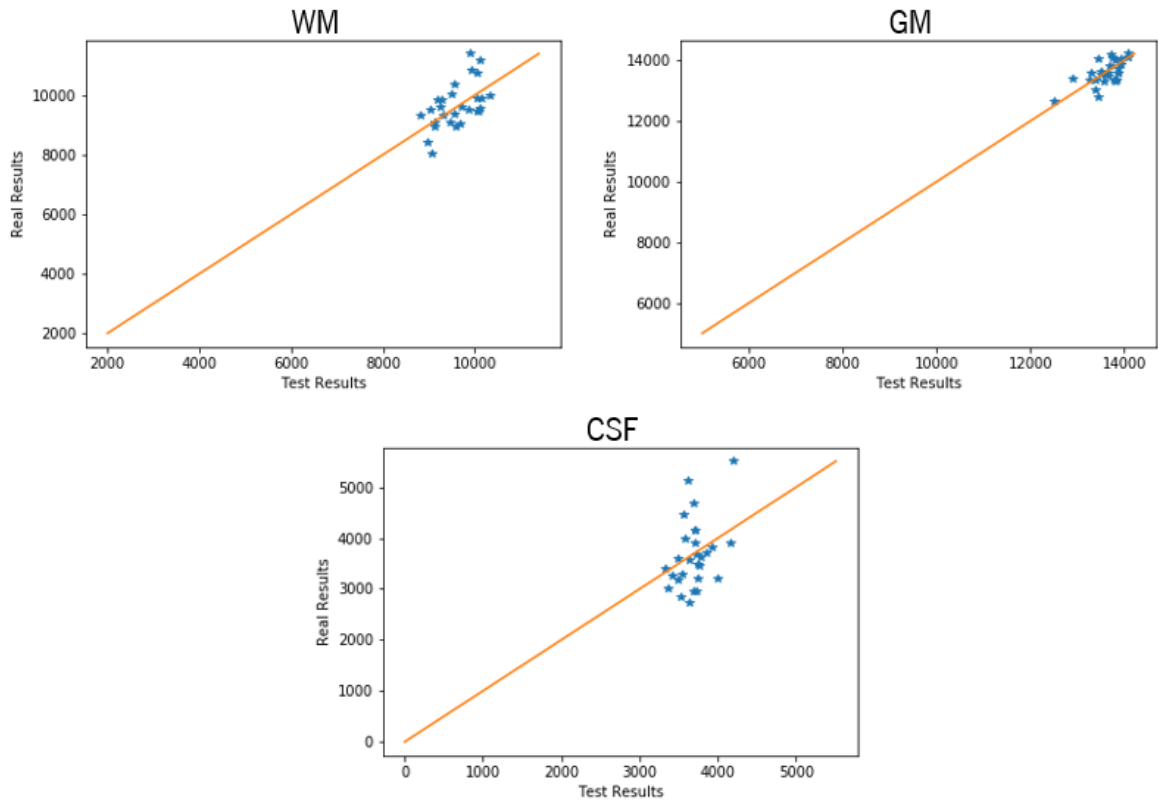 WM
GM
10000
8000
6000
4000
2000
Real Results
2000 4000 6000 8000 10000
Test Results
14000
12000
10000
8000
6000
Real Results
6000 8000 10000 12000 14000
Test Results
CSF
5000
4000
3000
2000
1000
0
Real Results
0 1000 2000 3000 4000 5000
Test Results